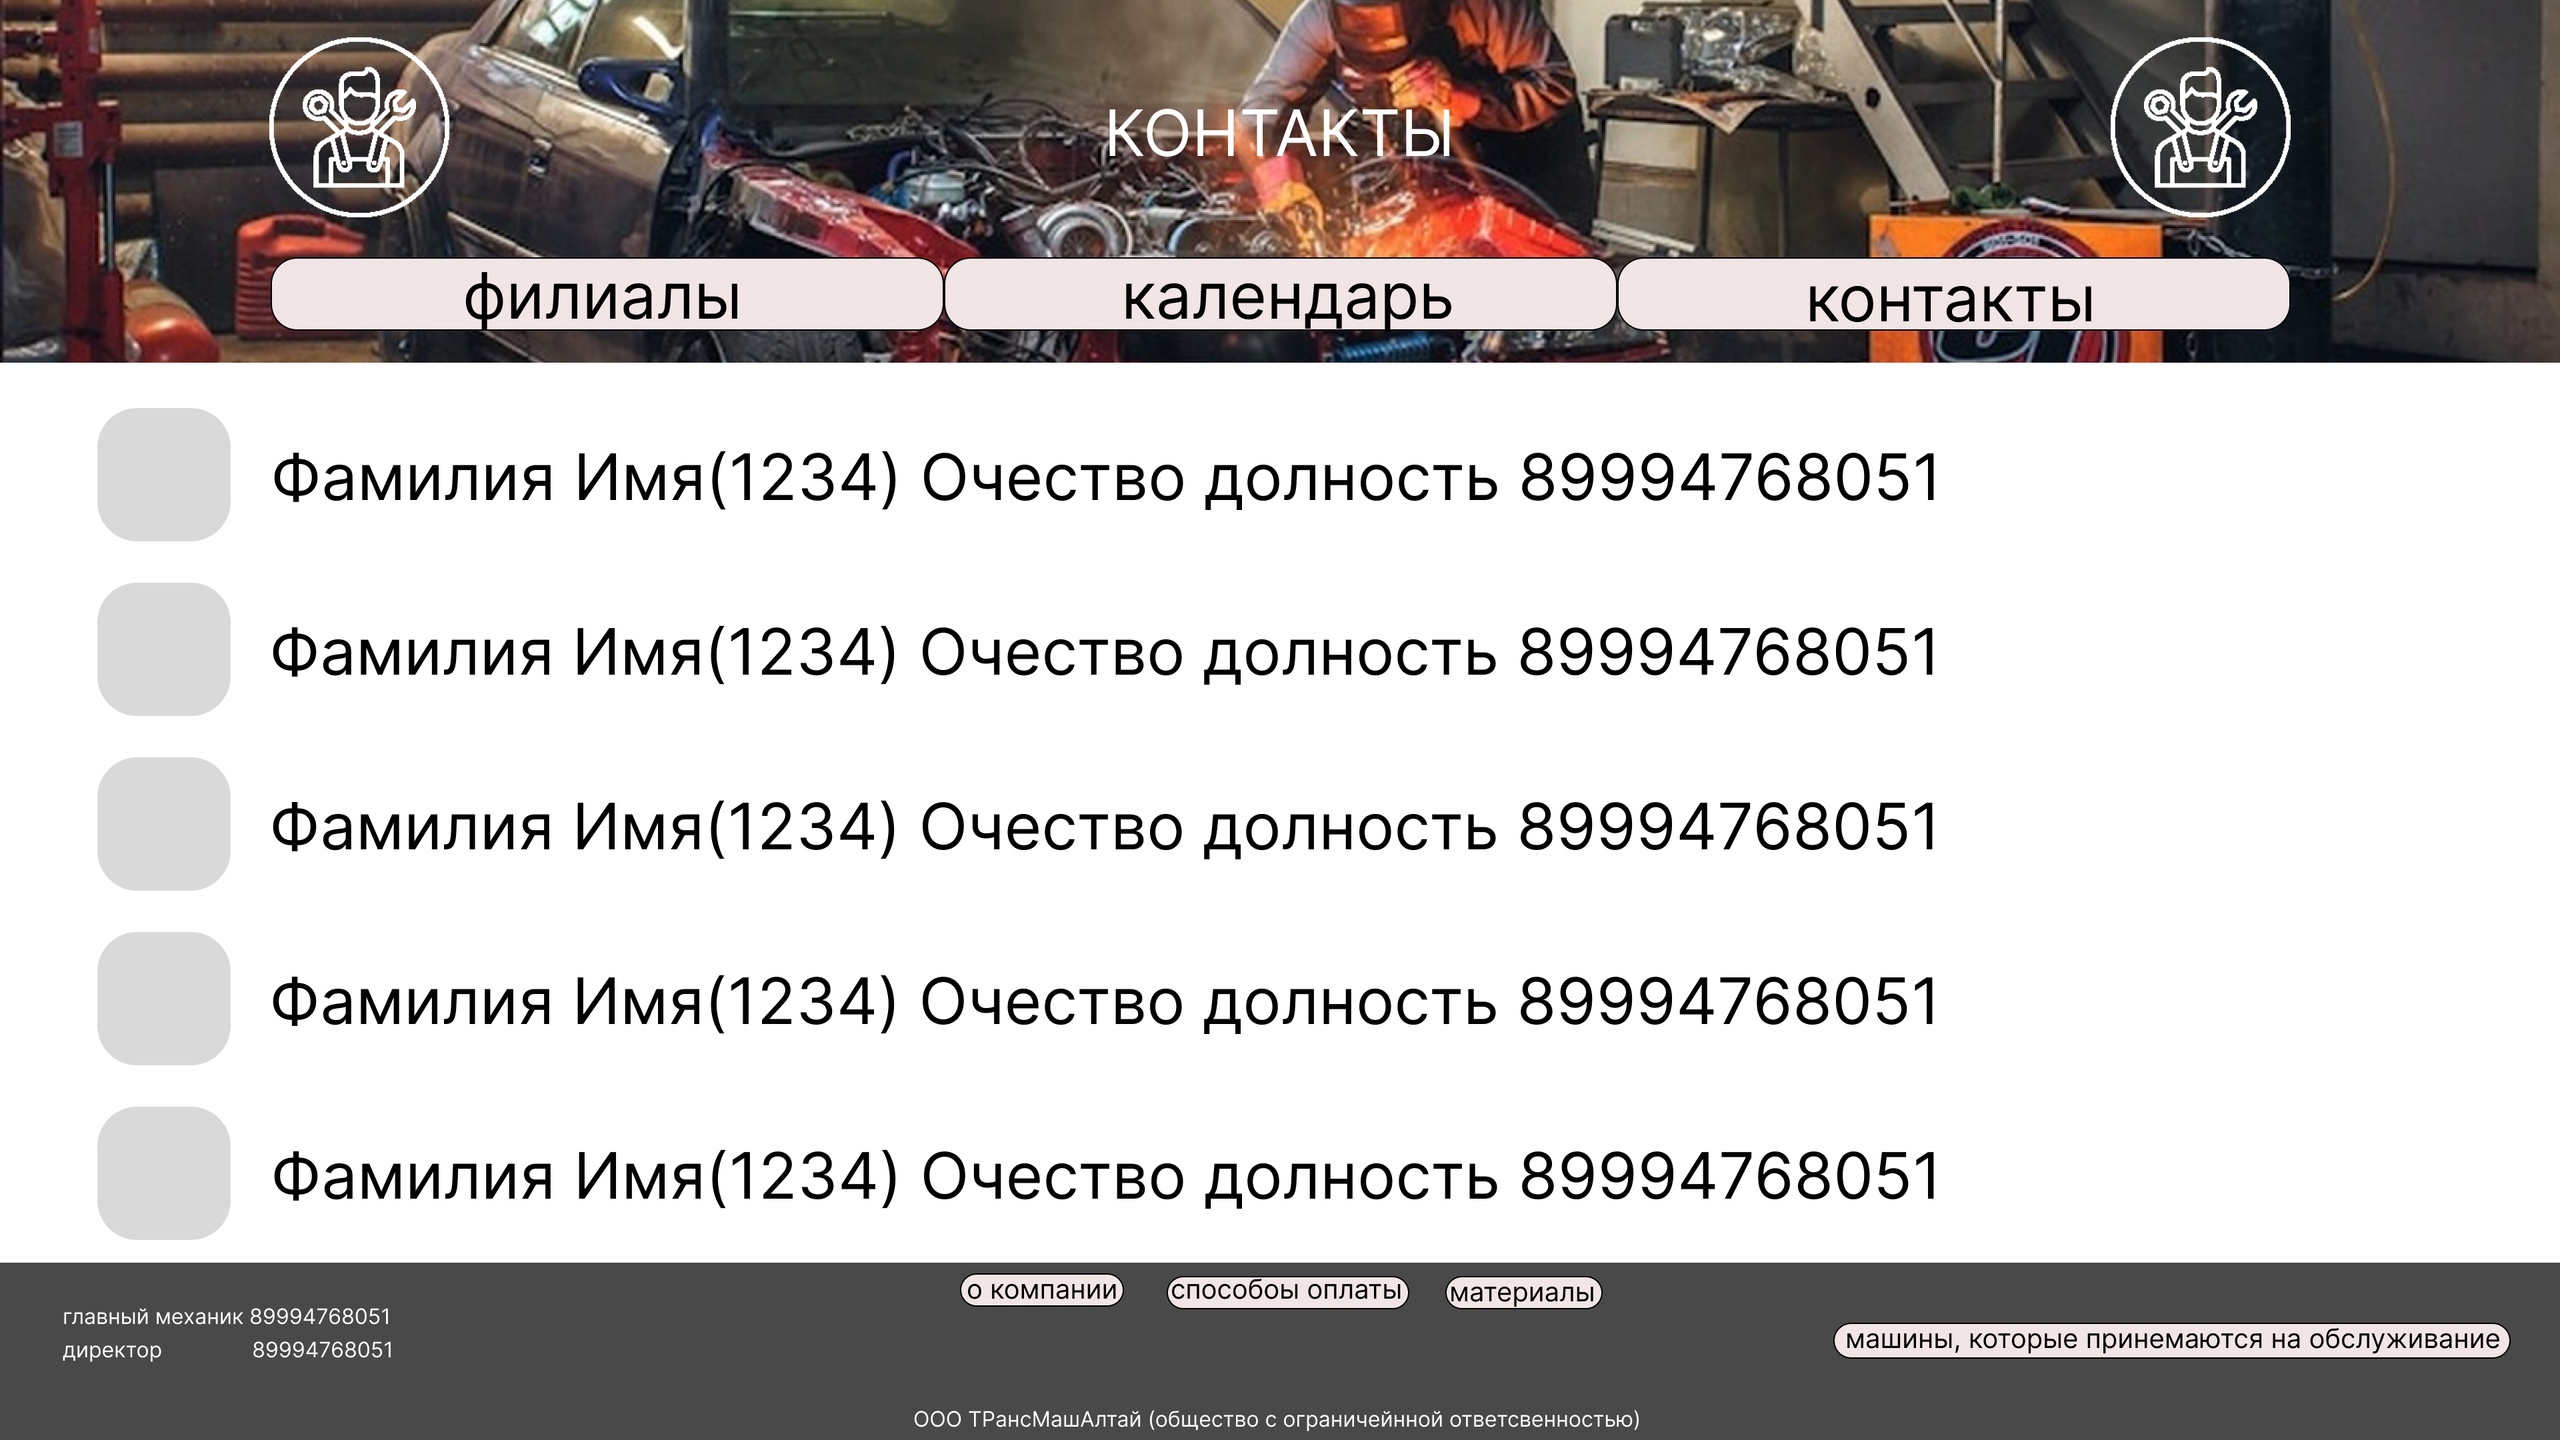 КОНТАКТЫ
филиалы календарь контакты
Фамилия Имя(1234) Очество долность 89994768051
Фамилия Имя(1234) Очество долность 89994768051
Фамилия Имя(1234) Очество долность 89994768051
Фамилия Имя(1234) Очество долность 89994768051
Фамилия Имя(1234) Очество долность 89994768051
о компании способоы оплаты материалы
главный механик 89994768051
директор 89994768051
машины, которые принемаются на обслуживание
ООО ТРансМашАлтай (общество с ограничейнной ответсвенностью)